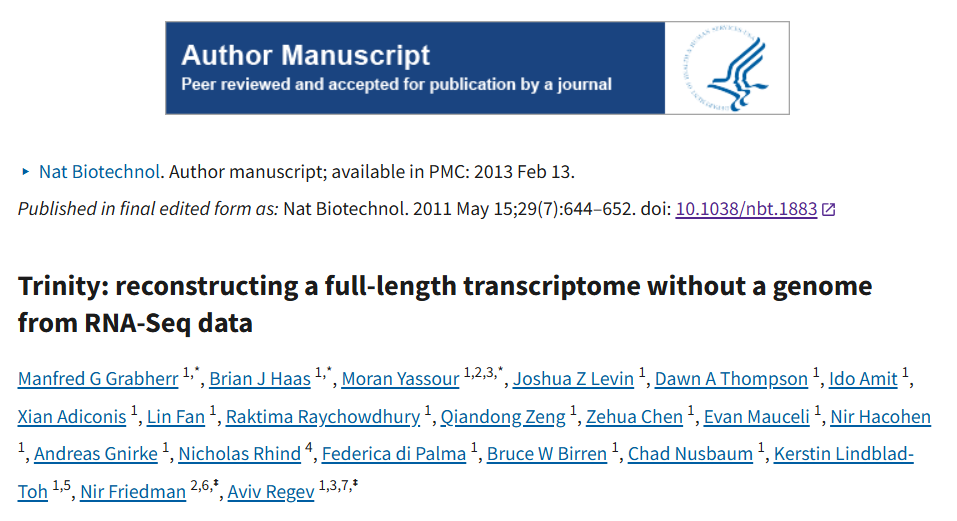 Author Manuscript
Peer reviewed and accepted for publication by a journal
‣ Nat Biotechnol. Author manuscript; available in PMC: 2013 Feb 13.
Published in final edited form as: Nat Biotechnol. 2011 May 15;29(7):644–652. doi: 10.1038/nbt.1883
Trinity: reconstructing a full-length transcriptome without a genome
from RNA-Seq data
Manfred G Grabherr 1,*, Brian J Haas 1,*, Moran Yassour 1,2,3,*, Joshua Z Levin 1, Dawn A Thompson 1, Ido Amit 1,
Xian Adiconis 1, Lin Fan 1, Raktima Raychowdhury 1, Qiandong Zeng 1, Zehua Chen 1, Evan Mauceli 1, Nir Hacohen
1, Andreas Gnirke 1, Nicholas Rhind 4, Federica di Palma 1, Bruce W Birren 1, Chad Nusbaum 1, Kerstin Lindblad-
Toh 1,5, Nir Friedman 2,6,‡, Aviv Regev 1,3,7,‡